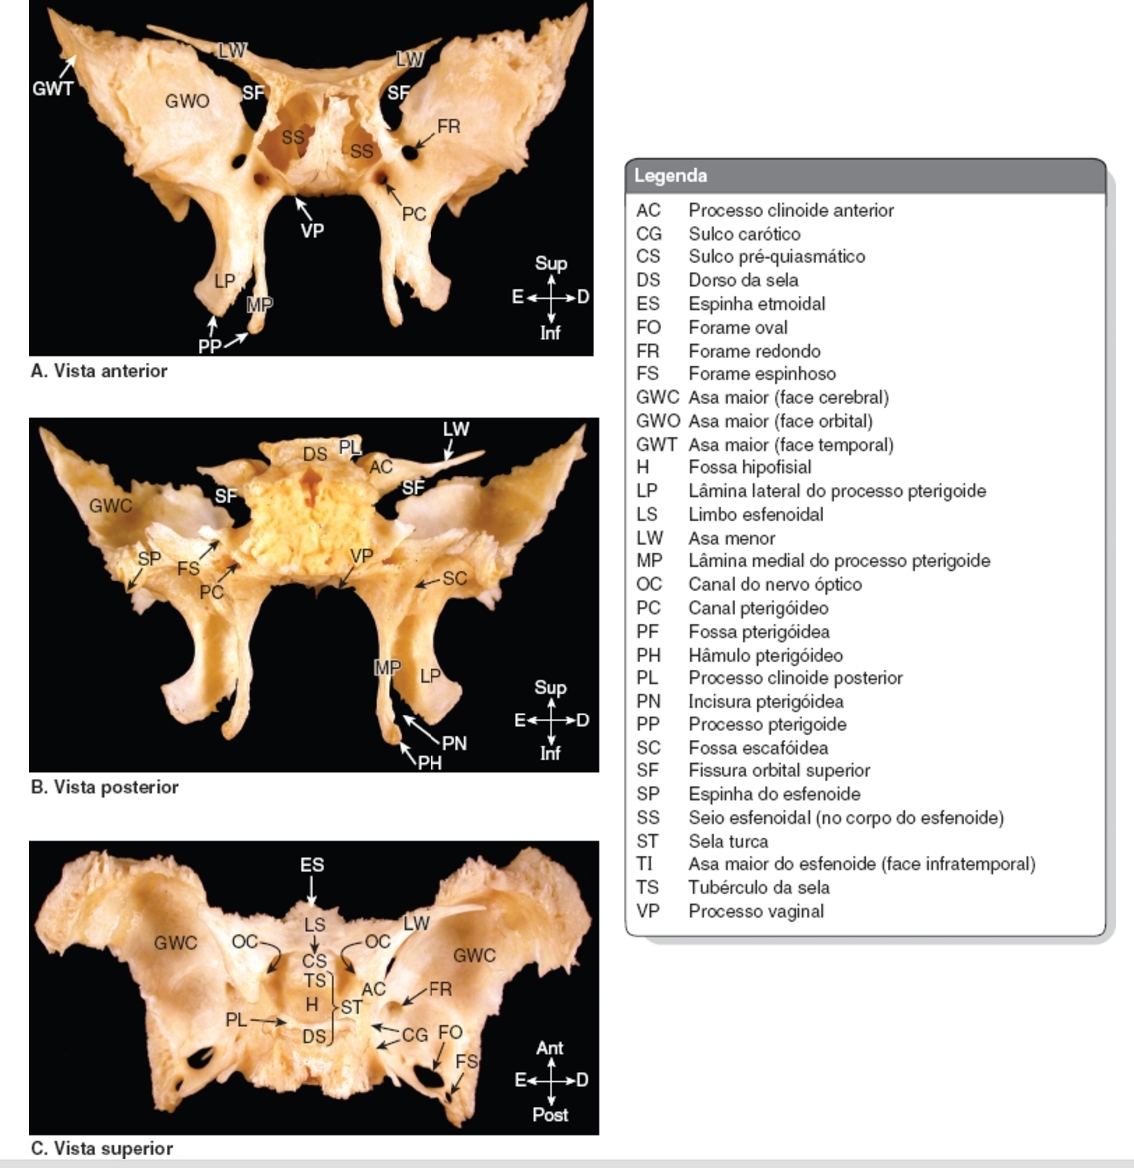 LW
LW
GWT
GWO
SF
SF
SS
SS
FR
PC
VP
LP
MP
PP
Sup
E D
Inf
A. Vista anterior
LW
DS
PL
AC
SF
SF
GWC
SP
FS
VP
PC
SC
MP
LP
PN
PH
Sup
E D
Inf
B. Vista posterior
ES
LS
LW
GWC
OC
OC
GWC
CS
TS
AC
FR
H
ST
PL
DS
CG
FO
FS
Ant
E D
Post
C. Vista superior
Legenda
AC Processo clinoide anterior
CG Sulco carótico
CS Sulco pré-quiasmático
DS Dorso da sela
ES Espinha etmoidal
FO Forame oval
FR Forame redondo
FS Forame espinhoso
GWC Asa maior (face cerebral)
GWO Asa maior (face orbital)
GWT Asa maior (face temporal)
H Fossa hipofisial
LP Lâmina lateral do processo pterigoide
LS Limbo esfenoidal
LW Asa menor
MP Lâmina medial do processo pterigoide
OC Canal do nervo óptico
PC Canal pterigóideo
PF Fossa pterigóidea
PH Hâmulo pterigóideo
PL Processo clinoide posterior
PN Incisura pterigóidea
PP Processo pterigoide
SC Fossa escafóidea
SF Fissura orbital superior
SP Espinha do esfenoide
SS Seio esfenoidal (no corpo do esfenoide)
ST Sela turca
TI Asa maior do esfenoide (face infratemporal)
TS Tubérculo da sela
VP Processo vaginal